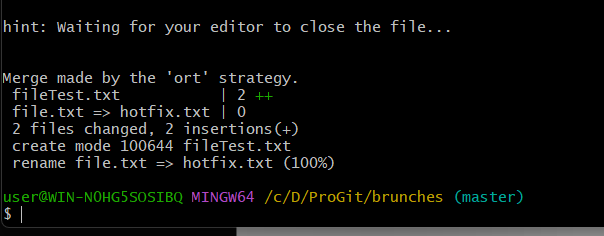 hint: Waiting for your editor to close the file...
Merge made by the 'ort' strategy.
 fileTest.txt            | 2 ++
 file.txt => hotfix.txt | 0
 2 files changed, 2 insertions(+)
 create mode 100644 fileTest.txt
 rename file.txt => hotfix.txt (100%)
user@WIN-N0HG5SOSIBQ MINGW64 /c/D/ProGit/brunches (master)
$